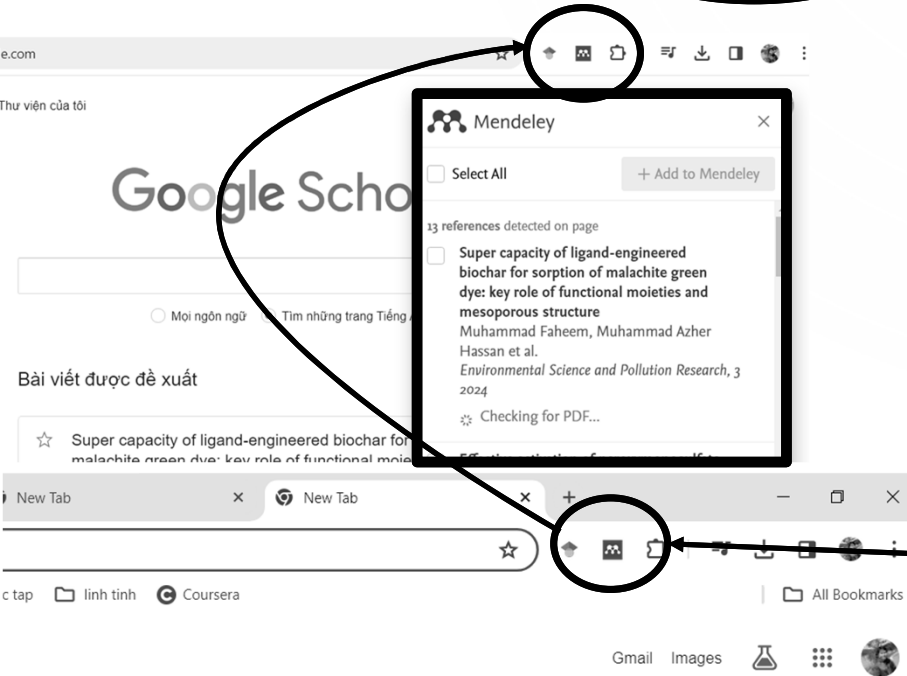 e.com
Thư viện của tôi
Google Scho
Mọi ngôn ngữ
Tìm những trang Tiếng
Bài viết được đề xuất
Super capacity of ligand-engineered biochar for
malachite green dye: key role of functional moie
Mendeley
Select All
+ Add to Mendeley
13 references detected on page
Super capacity of ligand-engineered
biochar for sorption of malachite green
dye: key role of functional moieties and
mesoporous structure
Muhammad Faheem, Muhammad Azher
Hassan et al.
Environmental Science and Pollution Research, 3
2024
Checking for PDF...
New Tab
New Tab
c tap
linh tinh
Coursera
All Bookmarks
Gmail
Images